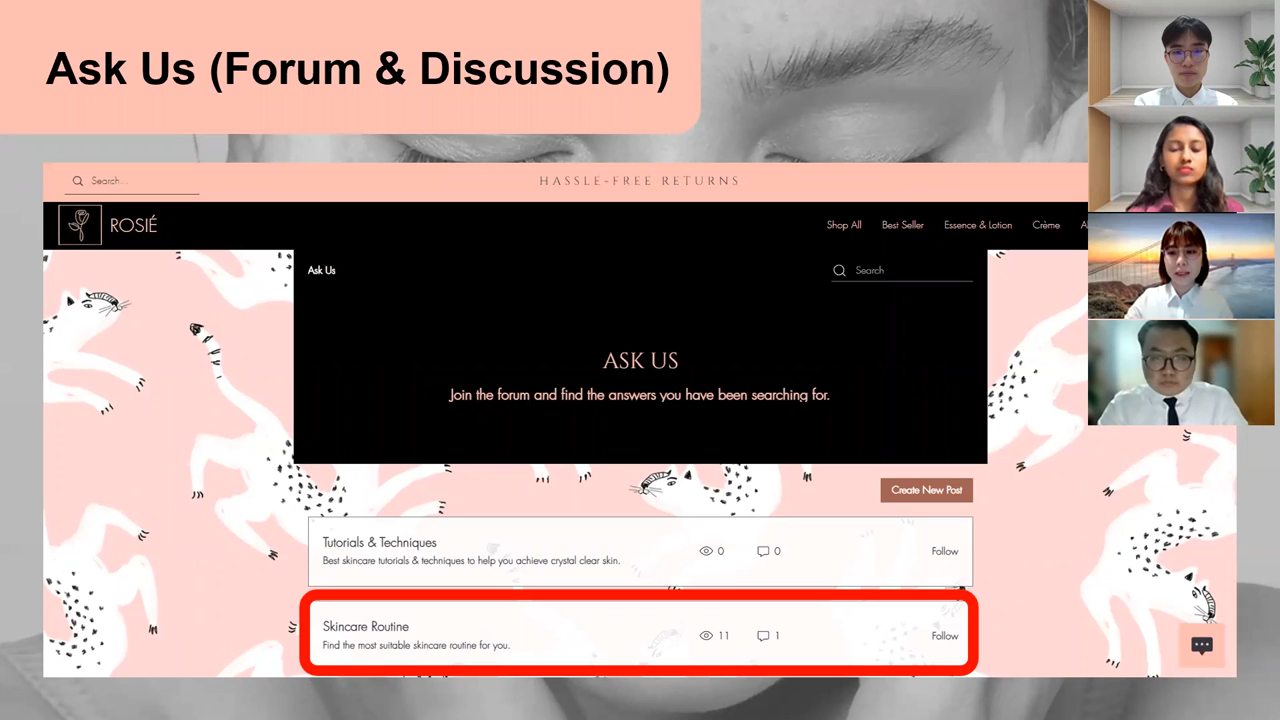 Ask Us (Forum & Discussion)
Search...
HASSLE-FREE RETURNS
ROSIÉ
Shop All
Best Seller
Essence & Lotion
Crème
Ask Us
Search
ASK US
Join the forum and find the answers you have been searching for.
Create New Post
Tutorials & Techniques
Best skincare tutorials & techniques to help you achieve crystal clear skin.
0
0
Follow
Skincare Routine
Find the most suitable skincare routine for you.
11
1
Follow